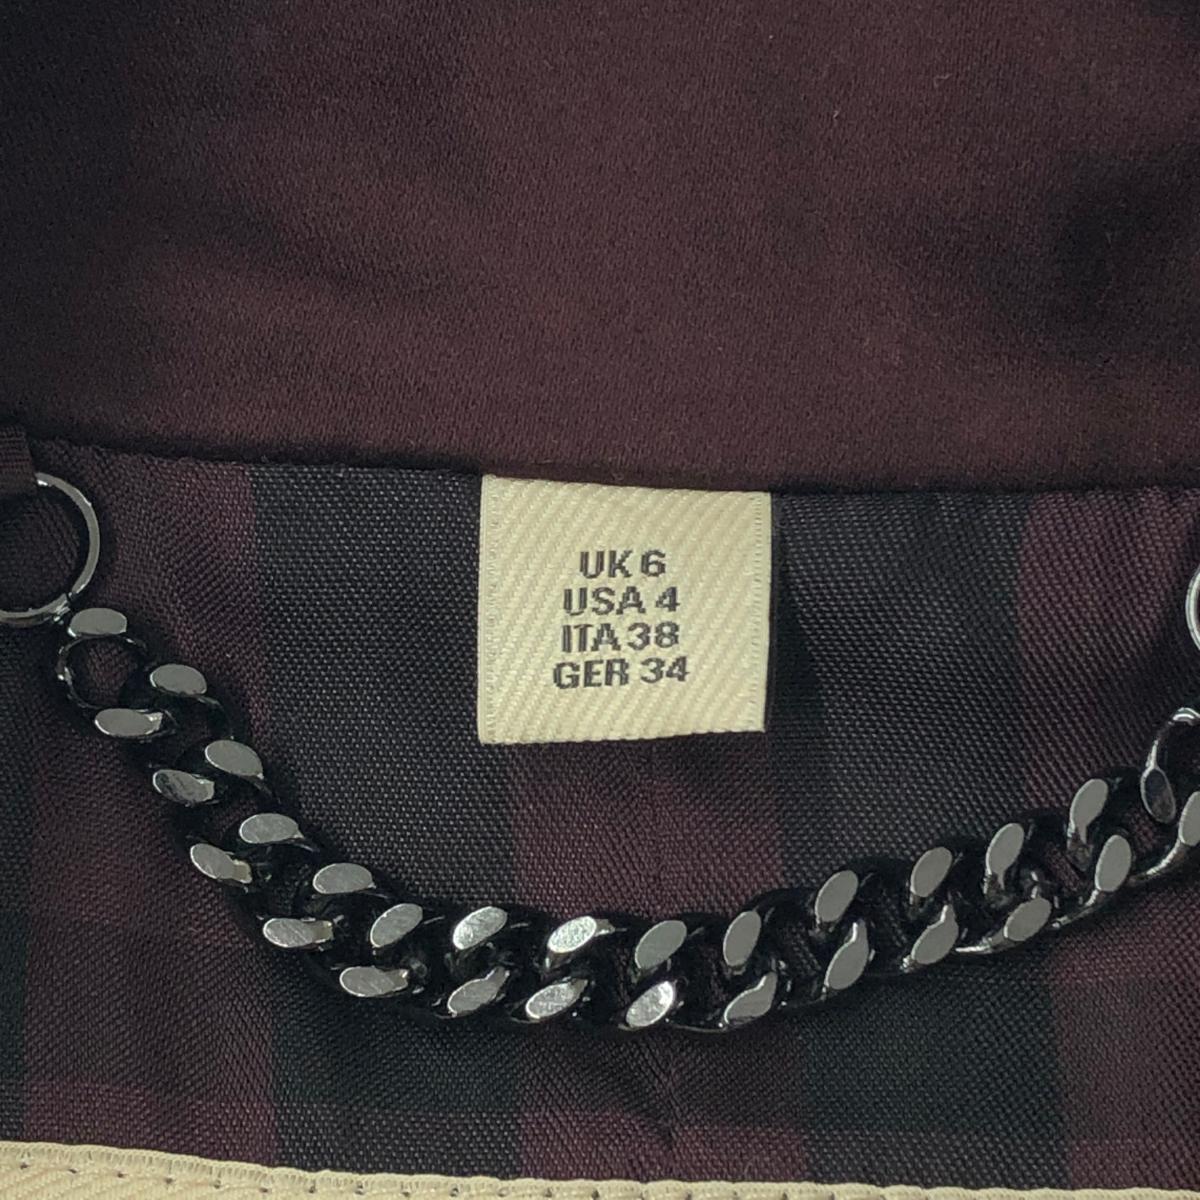 UK 6
USA 4
ITA 38
GER 34